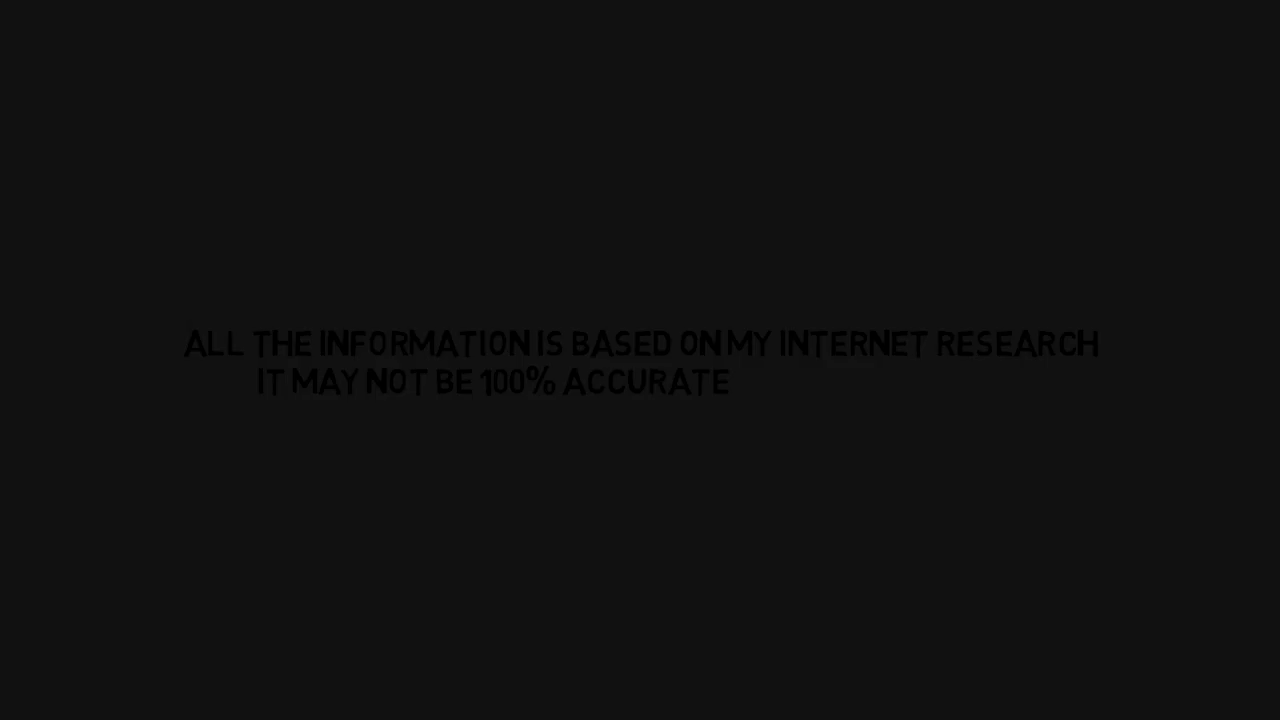 ALL THE INFORMATION IS BASED ON MY INTERNET RESEARCH
IT MAY NOT BE 100% ACCURATE